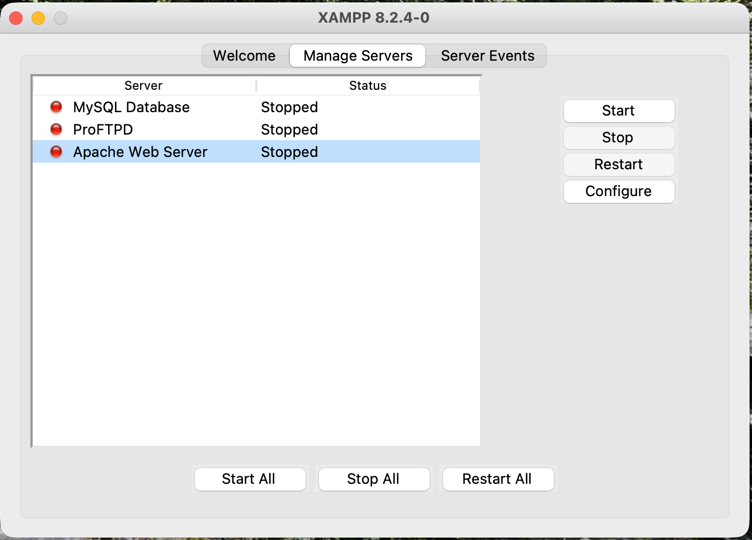 XAMPP 8.2.4-0
Welcome Manage Servers Server Events
Server Status
MySQL Database Stopped
ProFTPD Stopped
Apache Web Server Stopped
Start
Stop
Restart
Configure
Start All Stop All Restart All